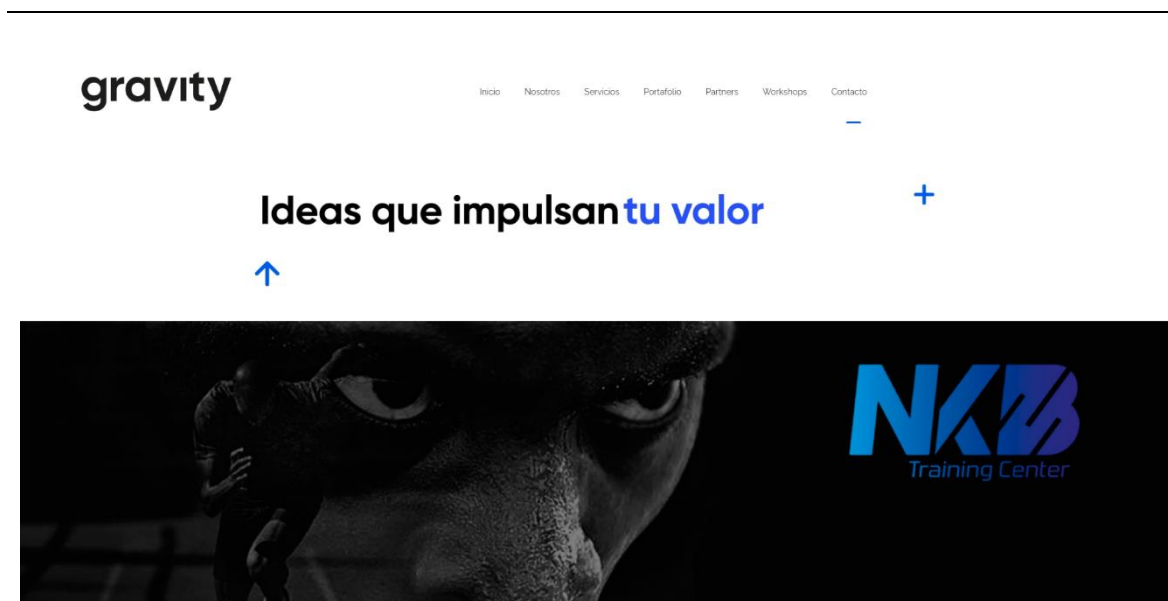 gravity
Inicio Nosotros Servicios Portafolio Partners Workshops Contacto
Ideas que impulsan tu valor
NKB
Training Center